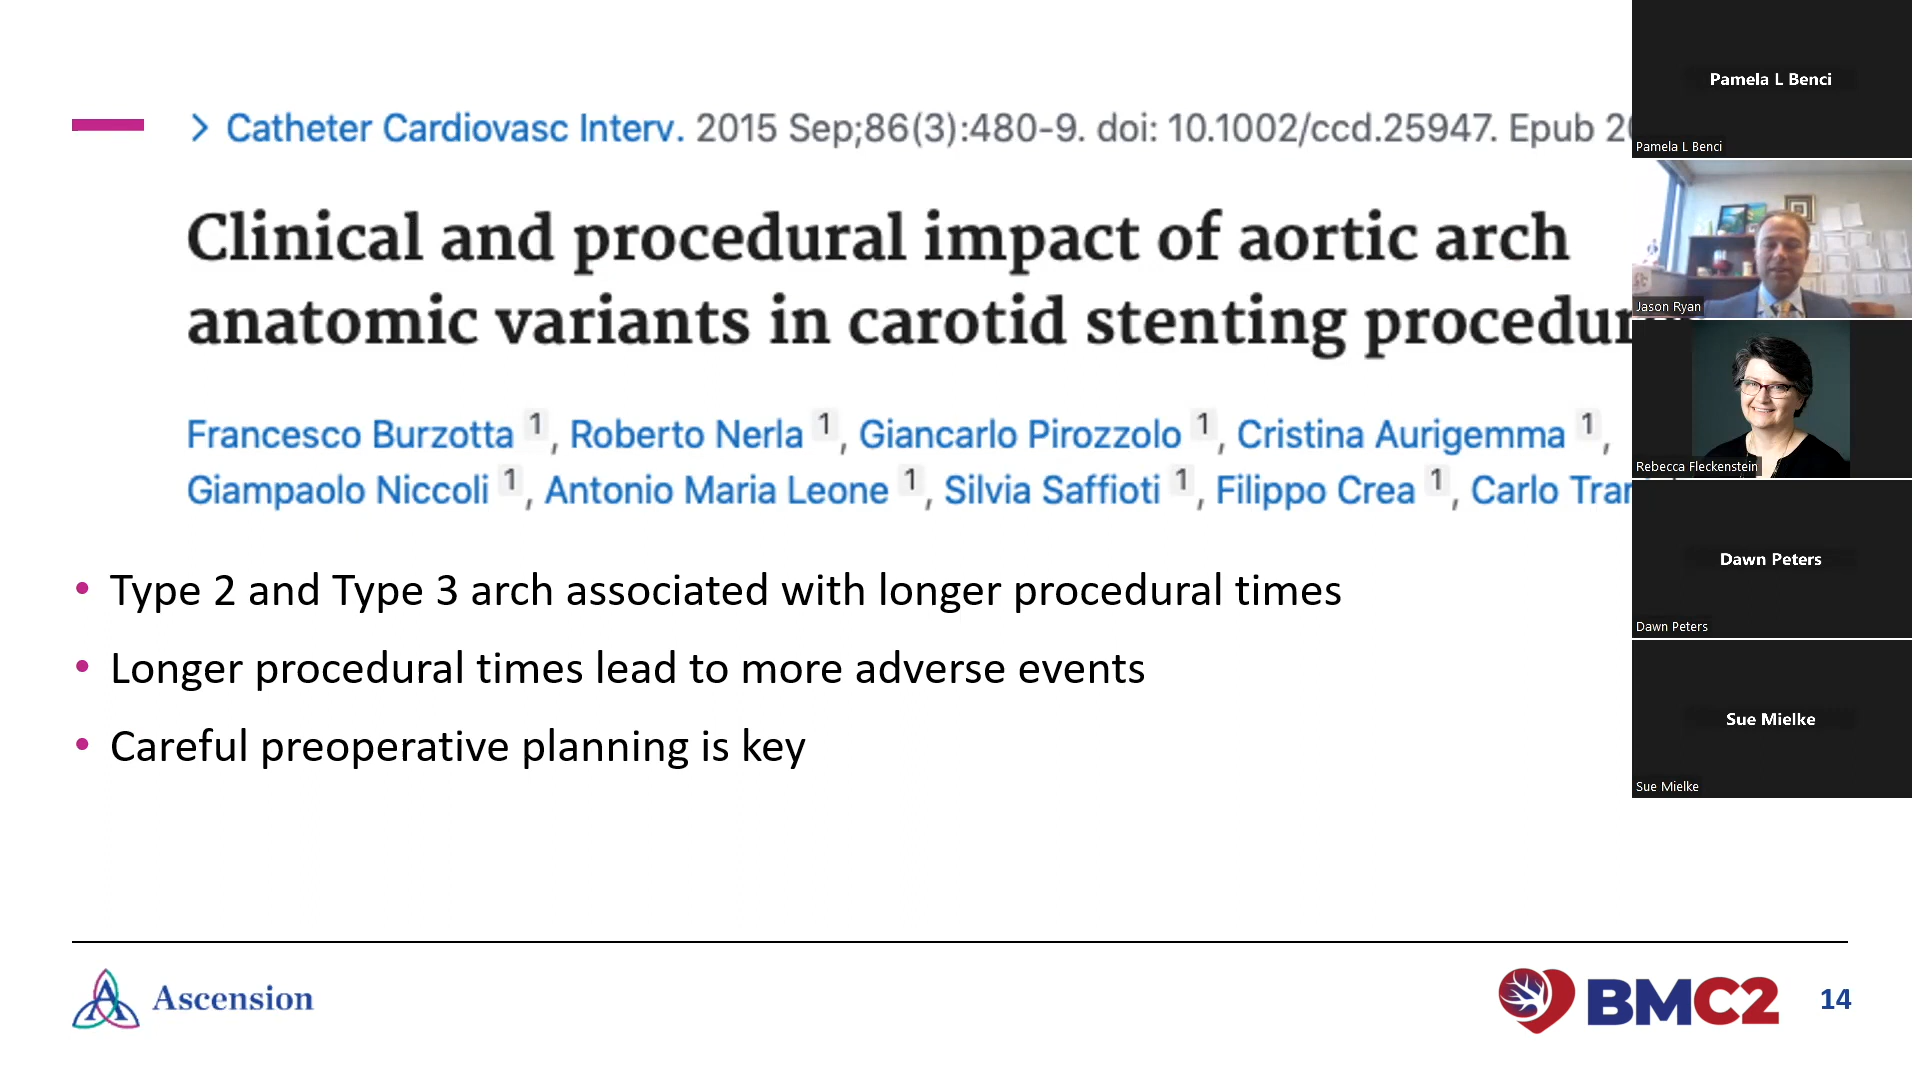 > Catheter Cardiovasc Interv. 2015 Sep;86(3):480-9. doi: 10.1002/ccd.25947. Epub
Clinical and procedural impact of aortic arch
anatomic variants in carotid stenting
Francesco Burzotta 1, Roberto Nerla 1, Giancarlo Pirozzolo 1, Cristina Aurigemma 1,
Giampaolo Niccoli 1, Antonio Maria Leone 1, Silvia Saffioti 1, Filippo Crea 1, Carlo
• Type 2 and Type 3 arch associated with longer procedural times
• Longer procedural times lead to more adverse events
• Careful preoperative planning is key
Ascension
BMC2
14
Pamela L Benci
Pamela L Benci
Jason Ryan
Rebecca Fleckenstein
Dawn Peters
Dawn Peters
Sue Mielke
Sue Mielke